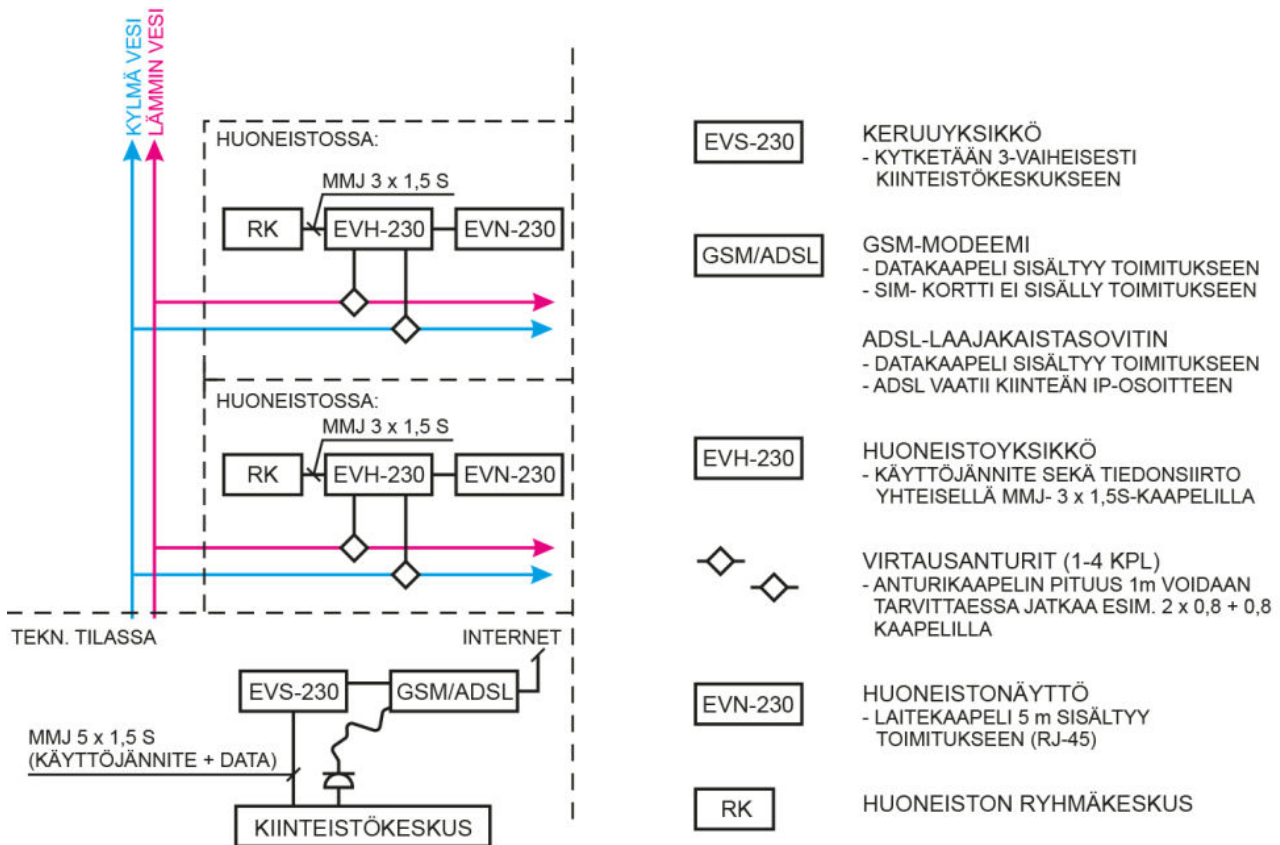 KYLMÄ VESI
LÄMMIN VESI
HUONEISTOSSA:
MMJ 3 x 1,5 S
RK
EVH-230
EVN-230
HUONEISTOSSA:
MMJ 3 x 1,5 S
RK
EVH-230
EVN-230
TEKN. TILASSA
INTERNET
EVS-230
GSM/ADSL
MMJ 5 x 1,5 S
(KÄYTTÖJÄNNITE + DATA)
KIINTEISTÖKESKUS
EVS-230
KERUUYKSIKKÖ
- KYTKETÄÄN 3-VAIHEISESTI
KIINTEISTÖKESKUKSEEN
GSM/ADSL
GSM-MODEEMI
- DATAKAAPELI SISÄLTYY TOIMITUKSEEN
- SIM- KORTTI EI SISÄLLY TOIMITUKSEEN
ADSL-LAAJAKAISTASOVITIN
- DATAKAAPELI SISÄLTYY TOIMITUKSEEN
- ADSL VAATII KIINTEÄN IP-OSOITTEEN
EVH-230
HUONEISTOYKSIKKÖ
- KÄYTTÖJÄNNITE SEKÄ TIEDONSIIRTO
YHTEISELLÄ MMJ- 3 x 1,5S-KAAPELILLA
VIRTAUSANTURIT (1-4 KPL)
- ANTURIKAAPELIN PITUUS 1m VOIDAAN
TARVITTAESSA JATKAA ESIM. 2 x 0,8 + 0,8
KAAPELILLA
EVN-230
HUONEISTONÄYTTÖ
- LAITEKAAPELI 5 m SISÄLTYY
TOIMITUKSEEN (RJ-45)
RK
HUONEISTON RYHMÄKESKUS